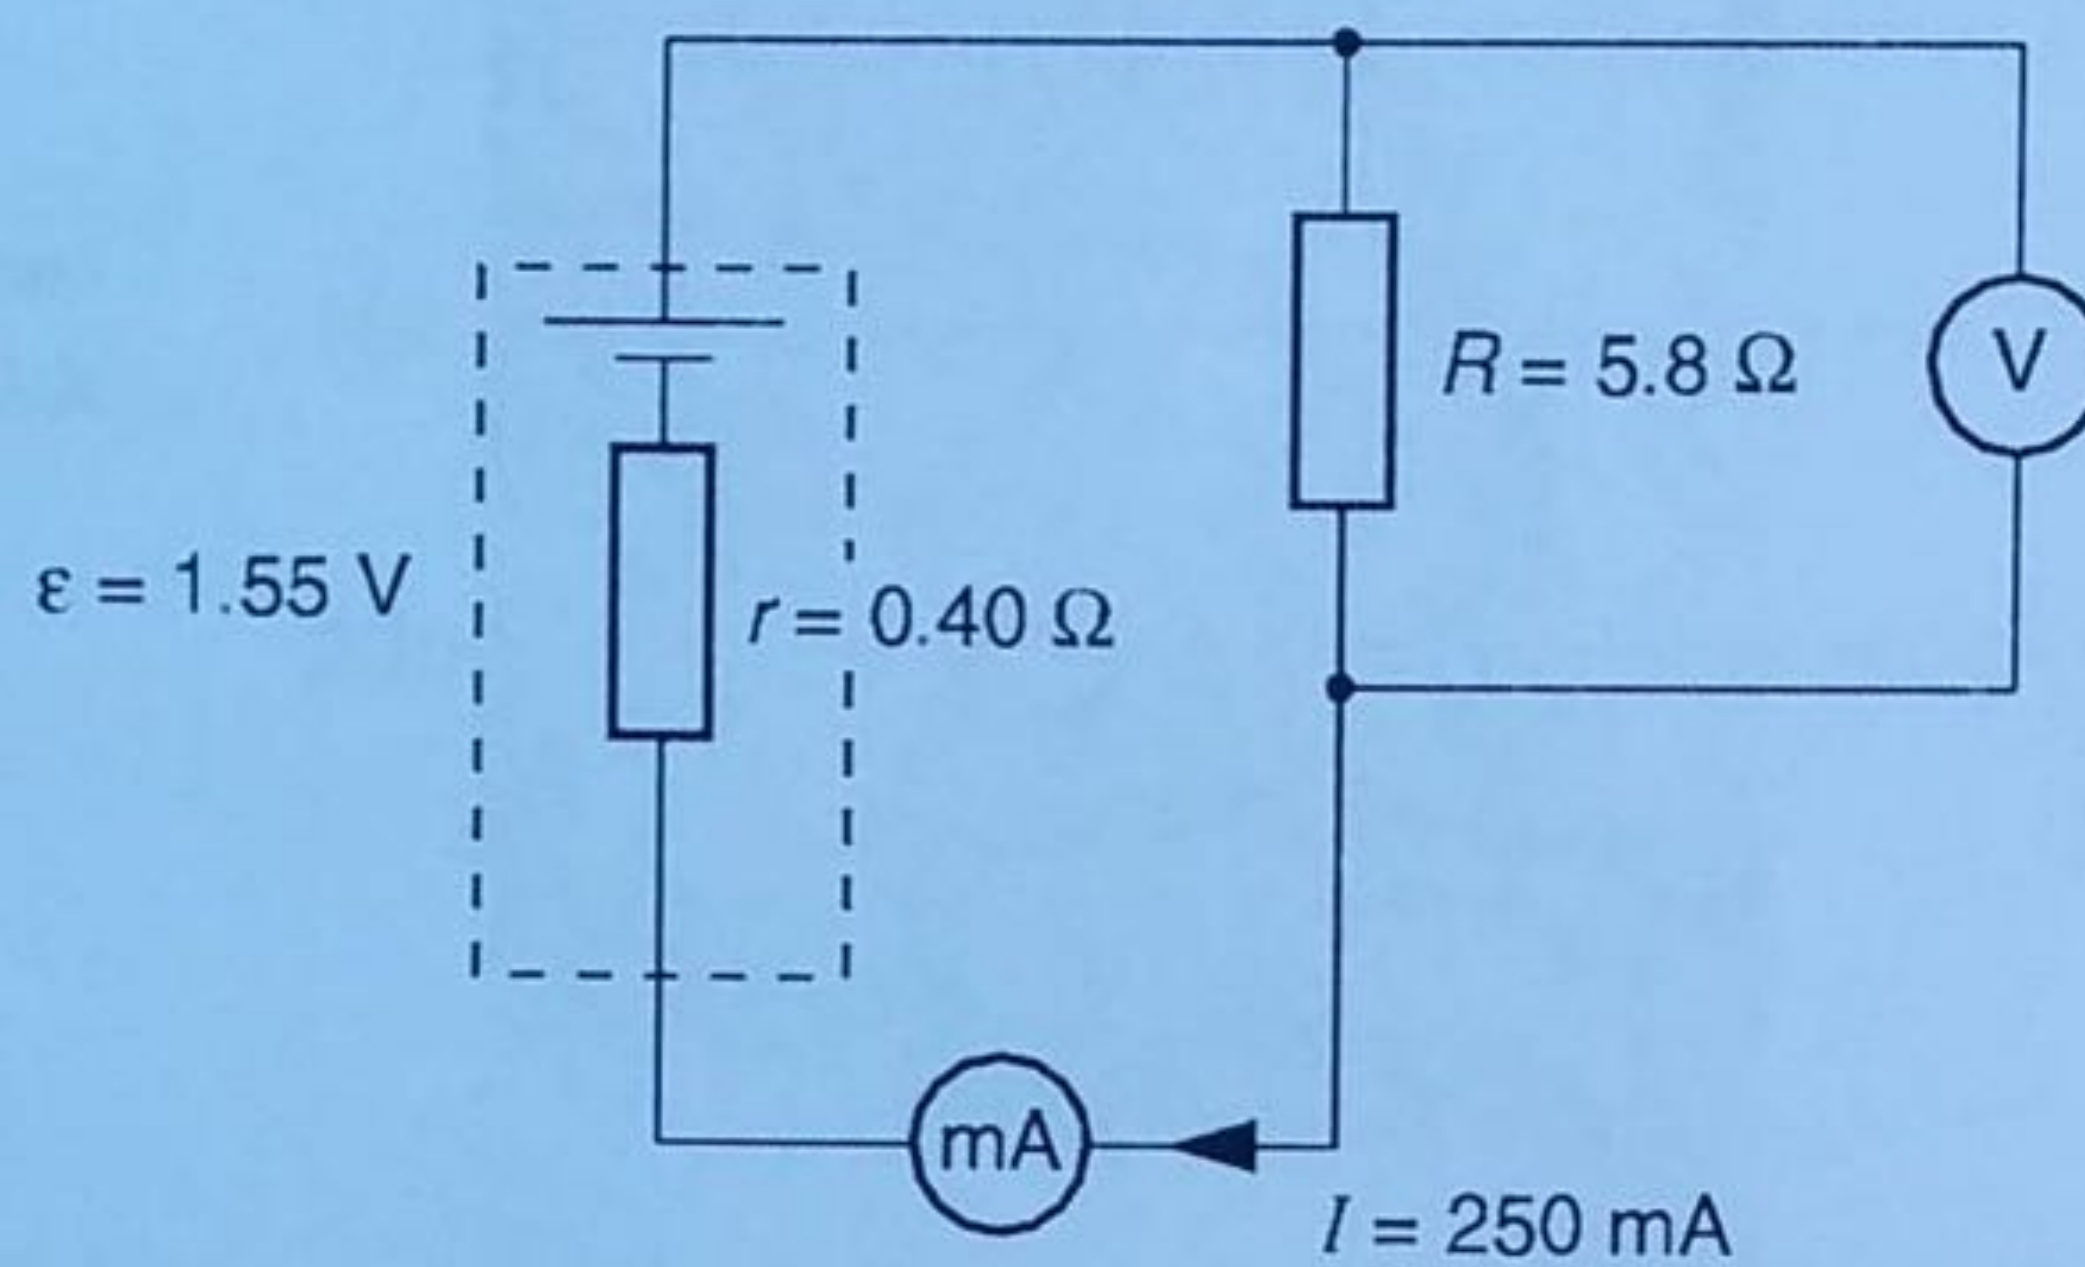 R = 5.8 Ω
V
ε = 1.55 V
r = 0.40 Ω
mA
I = 250 mA